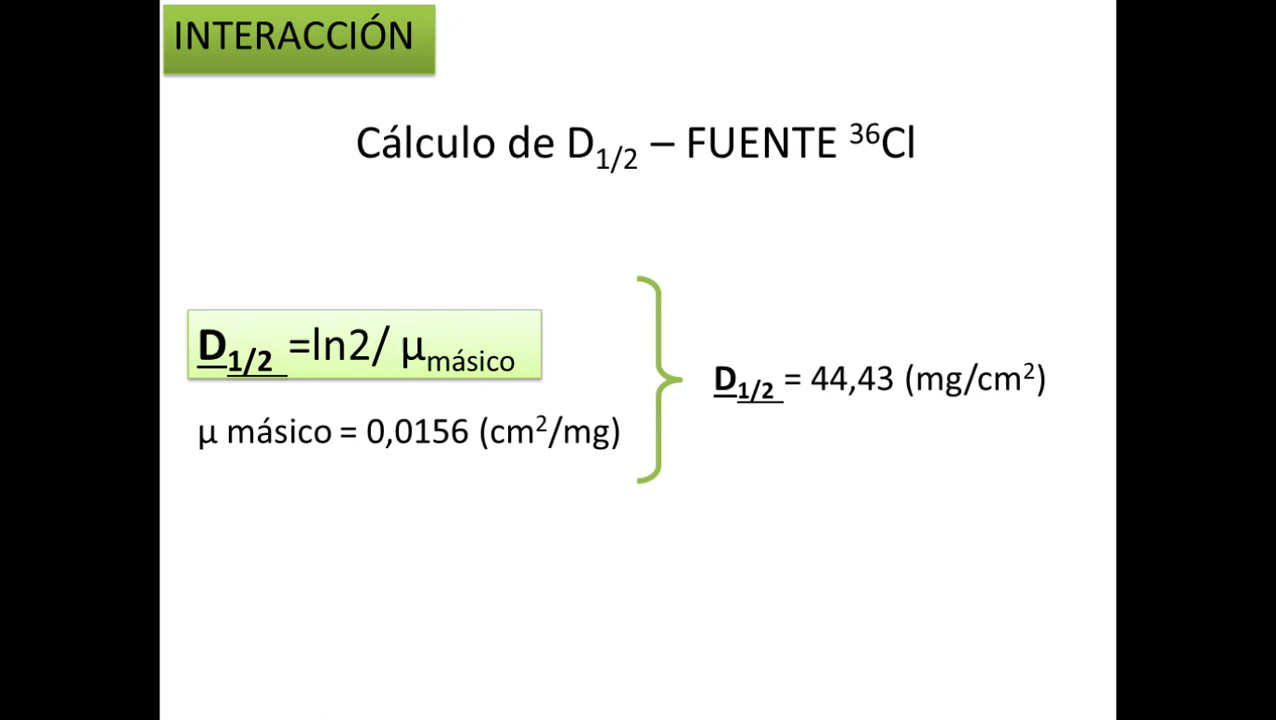 INTERACCIÓN
Cálculo de D1/2 – FUENTE ³⁶Cl
D1/2 =ln2/ μmásico
μ másico = 0,0156 (cm²/mg)
D1/2 = 44,43 (mg/cm²)